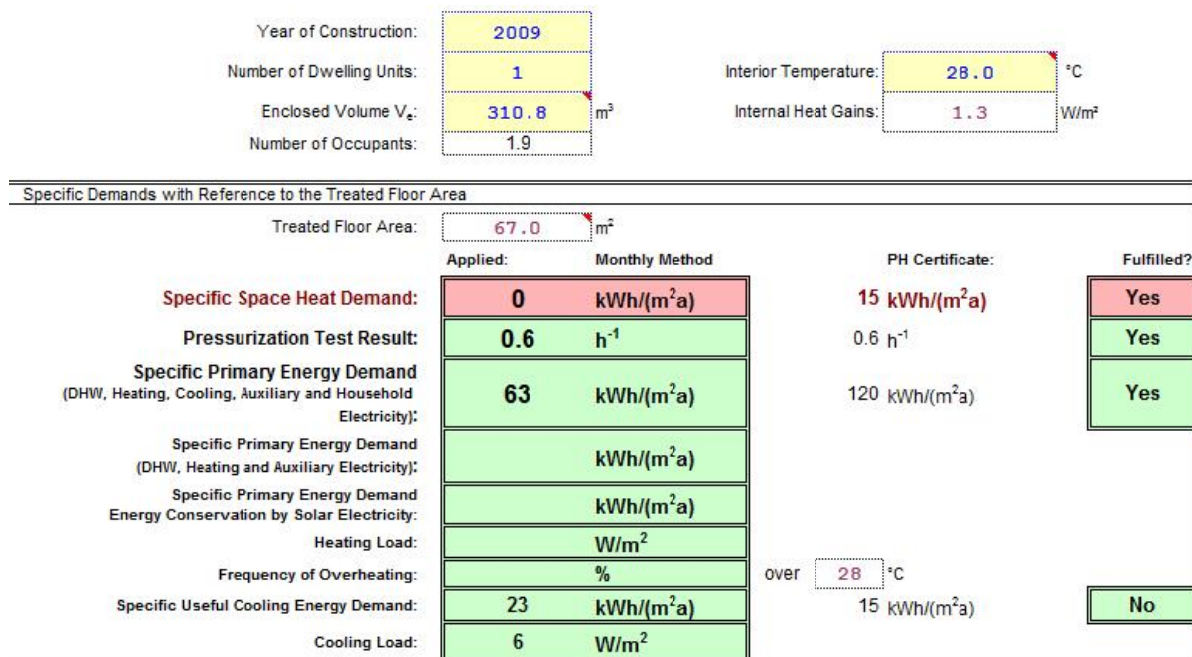 Year of Construction: 2009
Number of Dwelling Units: 1 Interior Temperature: 28.0 °C
Enclosed Volume Vₑ: 310.8 m³ Internal Heat Gains: 1.3 W/m²
Number of Occupants: 1.9
Specific Demands with Reference to the Treated Floor Area
Treated Floor Area: 67.0 m²
Applied: Monthly Method PH Certificate: Fulfilled?
Specific Space Heat Demand: 0 kWh/(m²a) 15 kWh/(m²a) Yes
Pressurization Test Result: 0.6 h⁻¹ 0.6 h⁻¹ Yes
Specific Primary Energy Demand
(DHW, Heating, Cooling, Auxiliary and Household 63 kWh/(m²a) 120 kWh/(m²a) Yes
Electricity):
Specific Primary Energy Demand
(DHW, Heating and Auxiliary Electricity): kWh/(m²a)
Specific Primary Energy Demand
Energy Conservation by Solar Electricity: kWh/(m²a)
Heating Load: W/m²
Frequency of Overheating: % over 28 °C
Specific Useful Cooling Energy Demand: 23 kWh/(m²a) 15 kWh/(m²a) No
Cooling Load: 6 W/m²